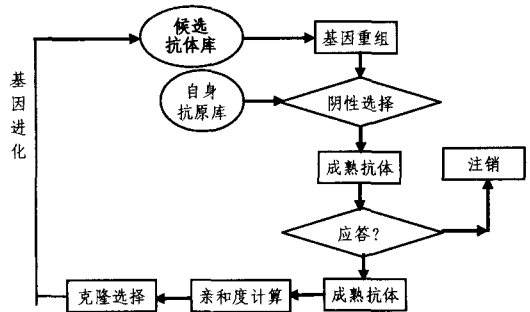 候选
抗体库
基因重组
自身
抗原库
阴性选择
基因进化
成熟抗体
注销
应答?
克隆选择
亲和度计算
成熟抗体